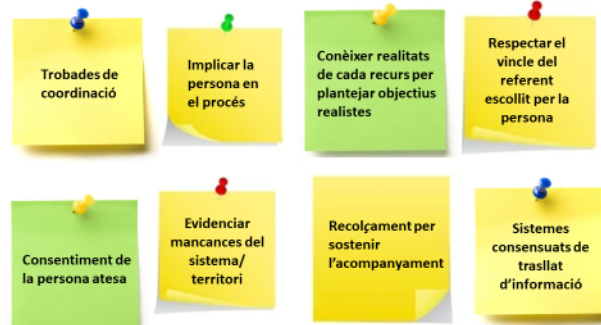 Trobades de
coordinació
Implicar la
persona en
el procés
Conèixer realitats
de cada recurs per
plantejar objectius
realistes
Respectar el
vincle del
referent
escollit per la
persona
Consentiment de
la persona atesa
Evidenciar
mancances del
sistema/
territori
Recolçament per
sostenir
l'acompanyament
Sistemes
consensuats de
trasllat
d'informació